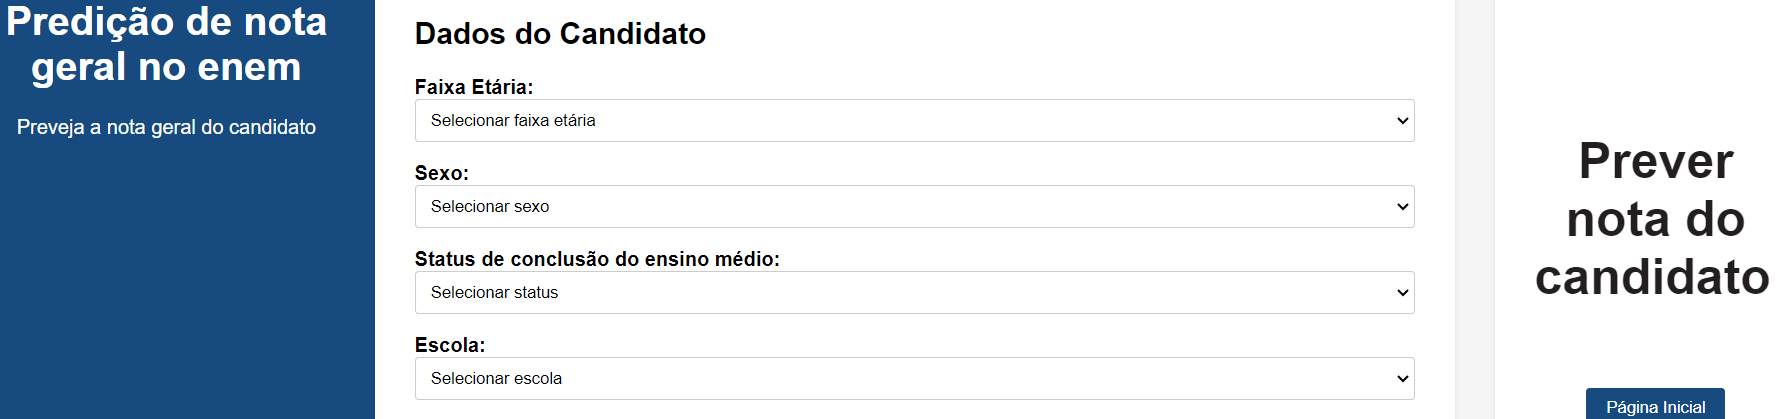 Predição de nota
geral no enem
Preveja a nota geral do candidato
Dados do Candidato
Faixa Etária:
Selecionar faixa etária
Sexo:
Selecionar sexo
Status de conclusão do ensino médio:
Selecionar status
Escola:
Selecionar escola
Prever
nota do
candidato
Página Inicial